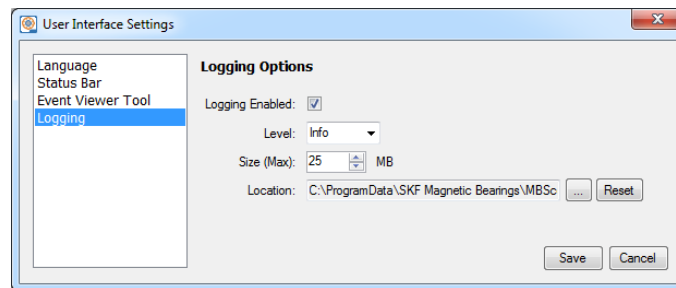 User Interface Settings
Language
Status Bar
Event Viewer Tool
Logging
Logging Options
Logging Enabled:
Level: Info
Size (Max): 25 MB
Location: C:\ProgramData\SKF Magnetic Bearings\MBSc ... Reset
Save Cancel